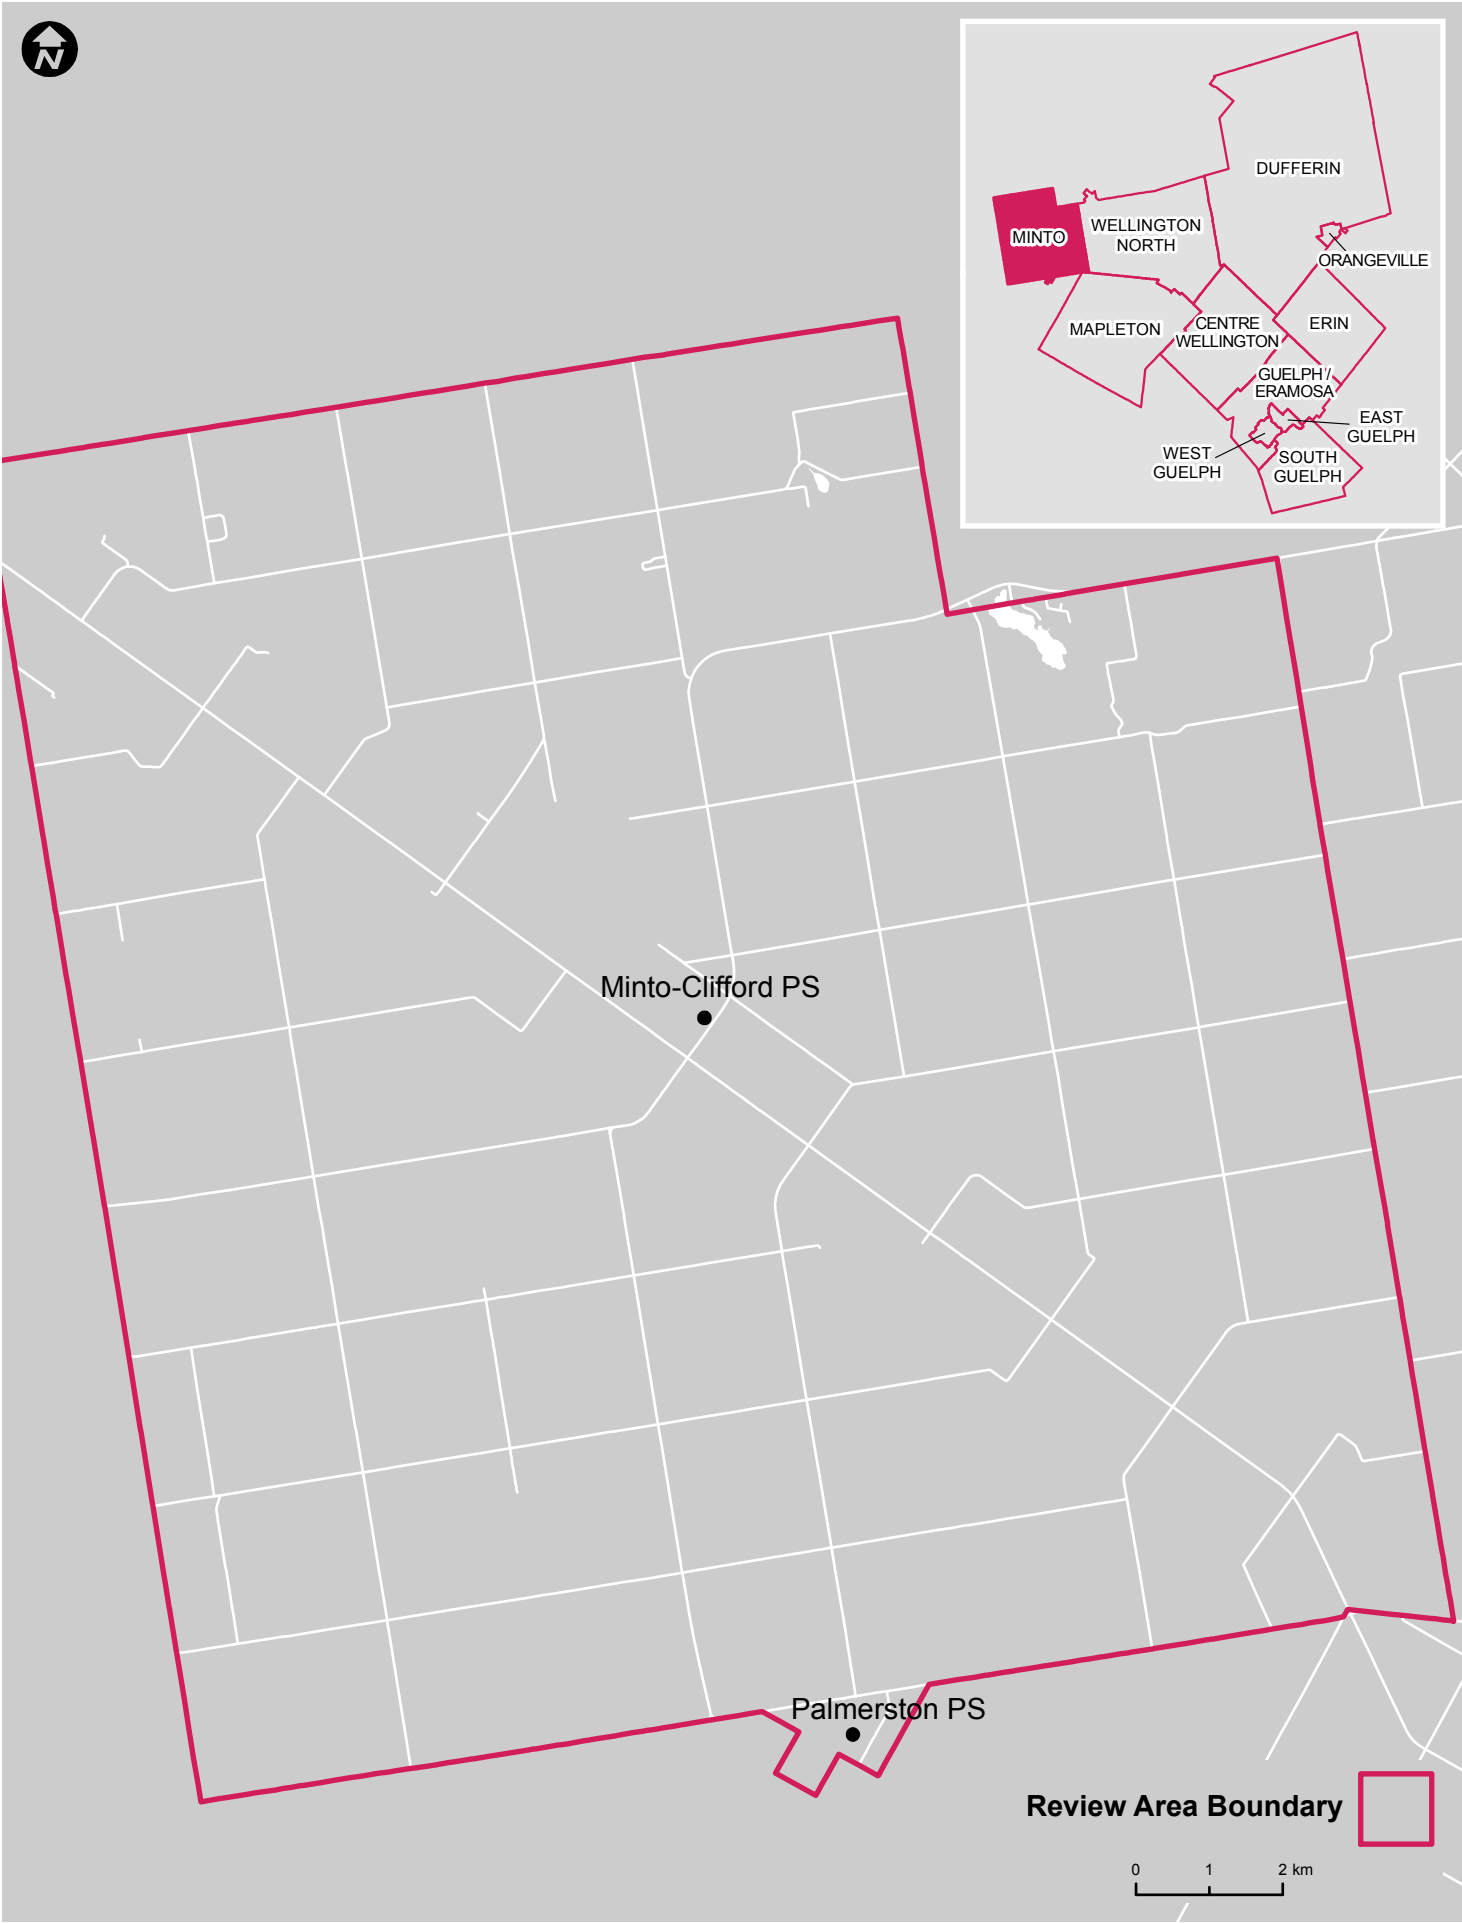 N
DUFFERIN
MINTO
WELLINGTON
NORTH
ORANGEVILLE
MAPLETON
CENTRE
WELLINGTON
ERIN
GUELPH /
ERAMOSA
EAST
GUELPH
WEST
GUELPH
SOUTH
GUELPH
Minto-Clifford PS
Palmerston PS
Review Area Boundary
0 1 2 km